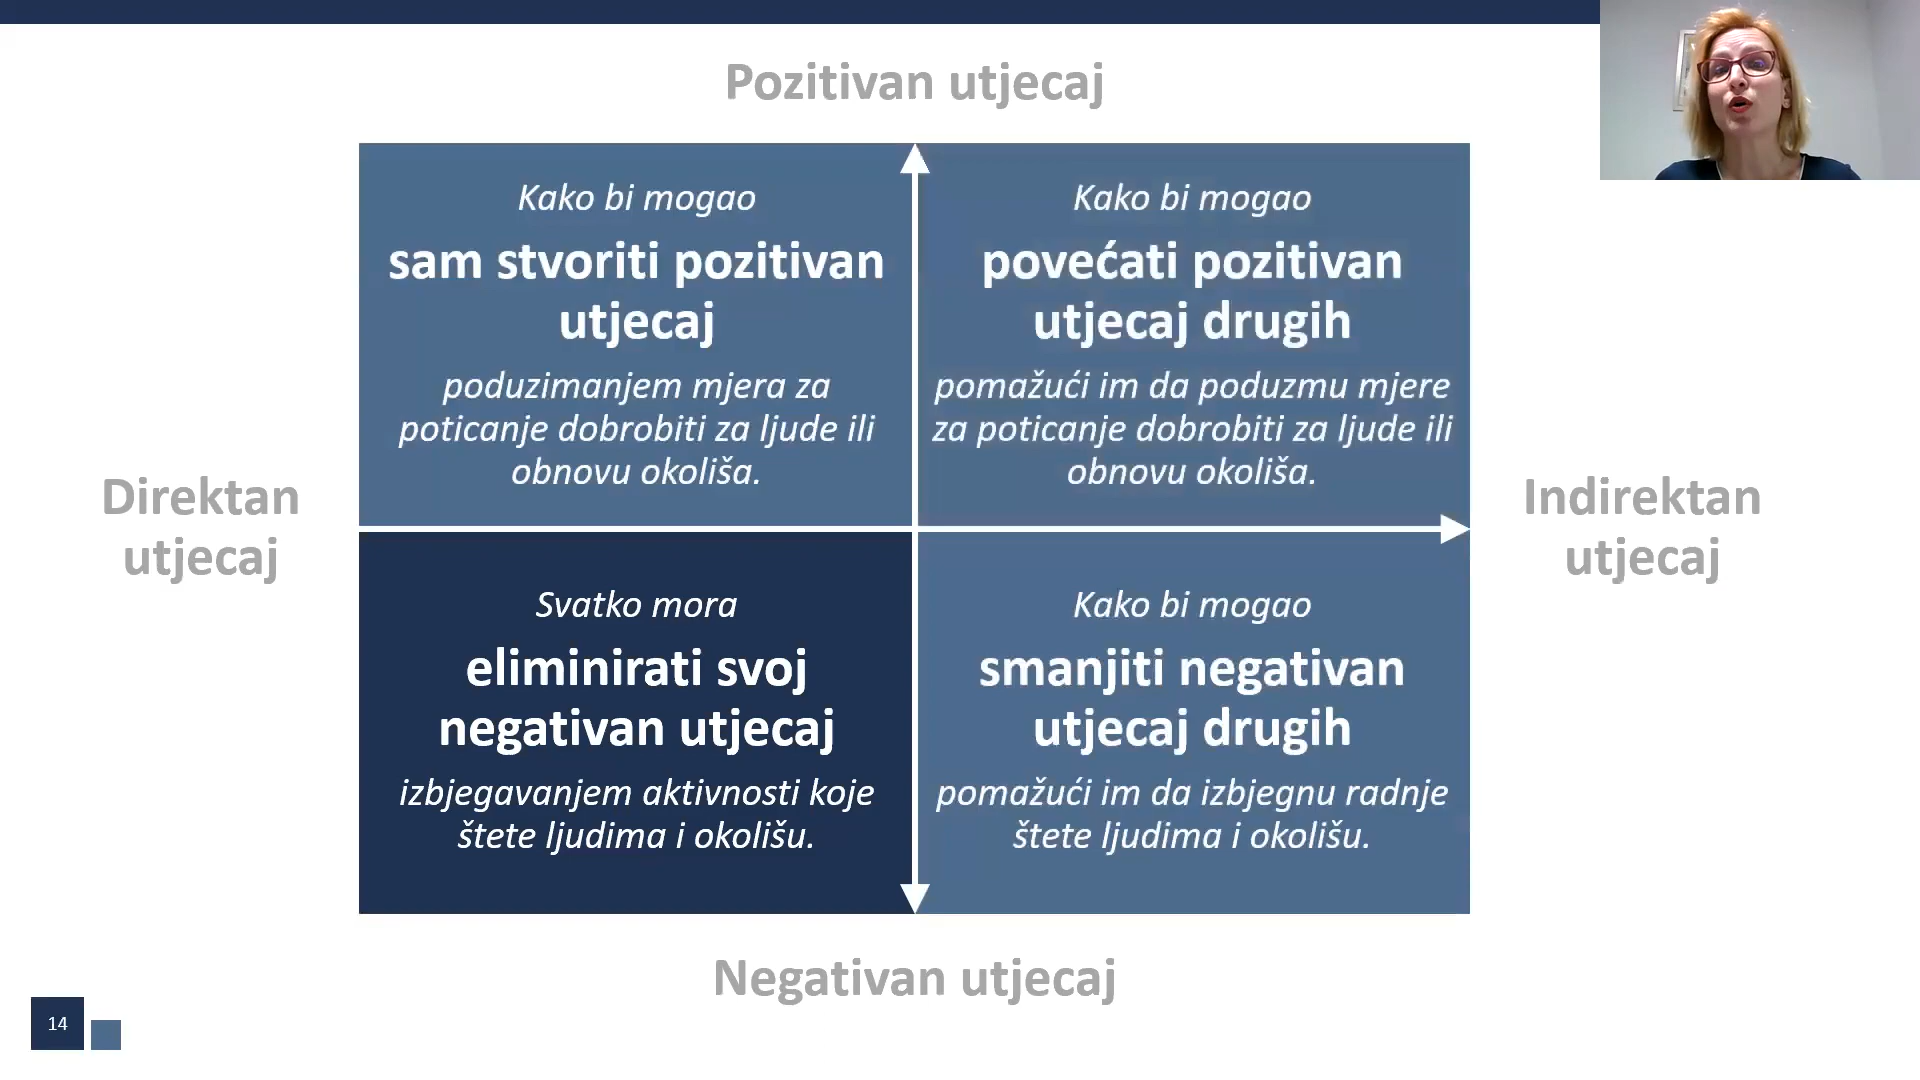 Pozitivan utjecaj
Kako bi mogao
sam stvoriti pozitivan
utjecaj
poduzimanjem mjera za
poticanje dobrobiti za ljude ili
obnovu okoliša.
Kako bi mogao
povećati pozitivan
utjecaj drugih
pomažući im da poduzmu mjere
za poticanje dobrobiti za ljude ili
obnovu okoliša.
Direktan
utjecaj
Indirektan
utjecaj
Svatko mora
eliminirati svoj
negativan utjecaj
izbjegavanjem aktivnosti koje
štete ljudima i okolišu.
Kako bi mogao
smanjiti negativan
utjecaj drugih
pomažući im da izbjegnu radnje
štete ljudima i okolišu.
Negativan utjecaj
14